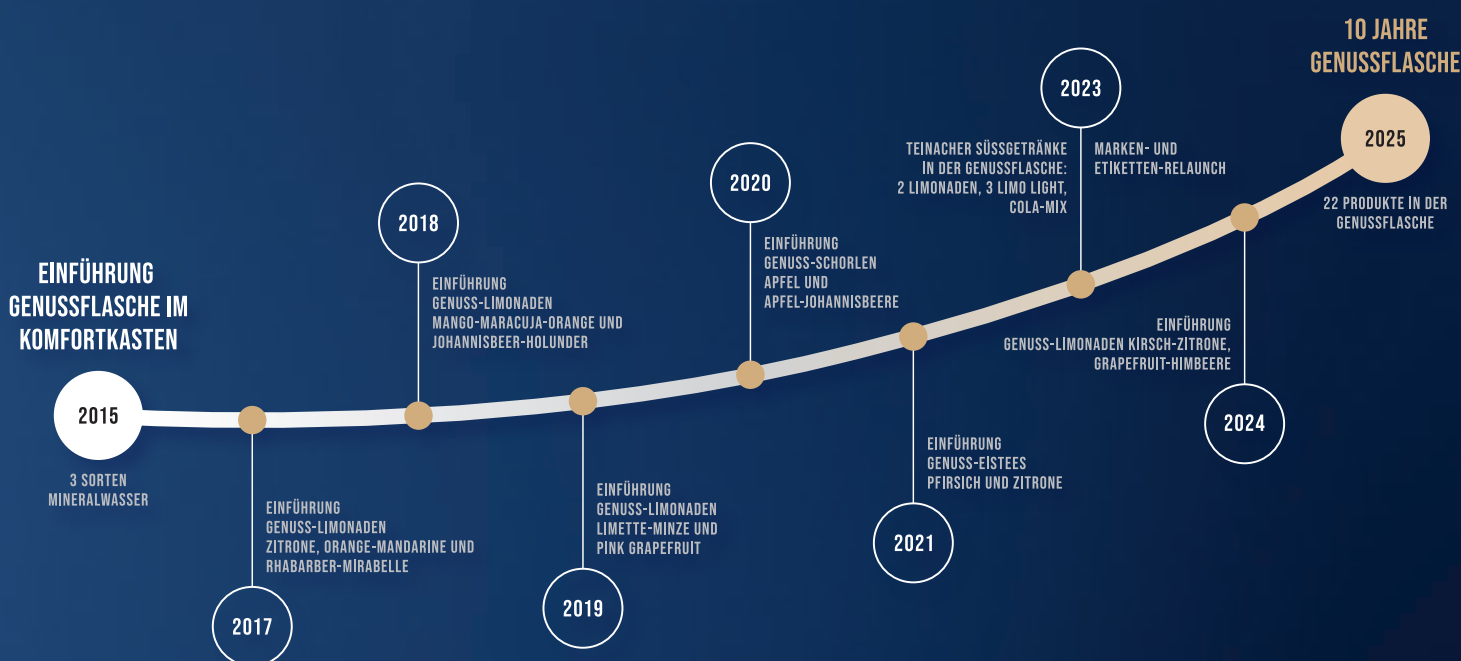 EINFÜHRUNG
GENUSSFLASCHE IM
KOMFORTKASTEN
2015
3 SORTEN
MINERALWASSER
EINFÜHRUNG
GENUSS-LIMONADEN
ZITRONE, ORANGE-MANDARINE UND
RHABARBER-MIRABELLE
2017
2018
EINFÜHRUNG
GENUSS-LIMONADEN
MANGO-MARACUJA-ORANGE UND
JOHANNISBEER-HOLUNDER
EINFÜHRUNG
GENUSS-LIMONADEN
LIMETTE-MINZE UND
PINK GRAPEFRUIT
2019
2020
EINFÜHRUNG
GENUSS-SCHORLEN
APFEL UND
APFEL-JOHANNISBEERE
EINFÜHRUNG
GENUSS-EISTEES
PFIRSICH UND ZITRONE
2021
2023
TEINACHER SÜSSGETRÄNKE
IN DER GENUSSFLASCHE:
2 LIMONADEN, 3 LIMO LIGHT,
COLA-MIX
MARKEN- UND
ETIKETTEN-RELAUNCH
EINFÜHRUNG
GENUSS-LIMONADEN KIRSCH-ZITRONE,
GRAPEFRUIT-HIMBEERE
2024
10 JAHRE
GENUSSFLASCHE
2025
22 PRODUKTE IN DER
GENUSSFLASCHE